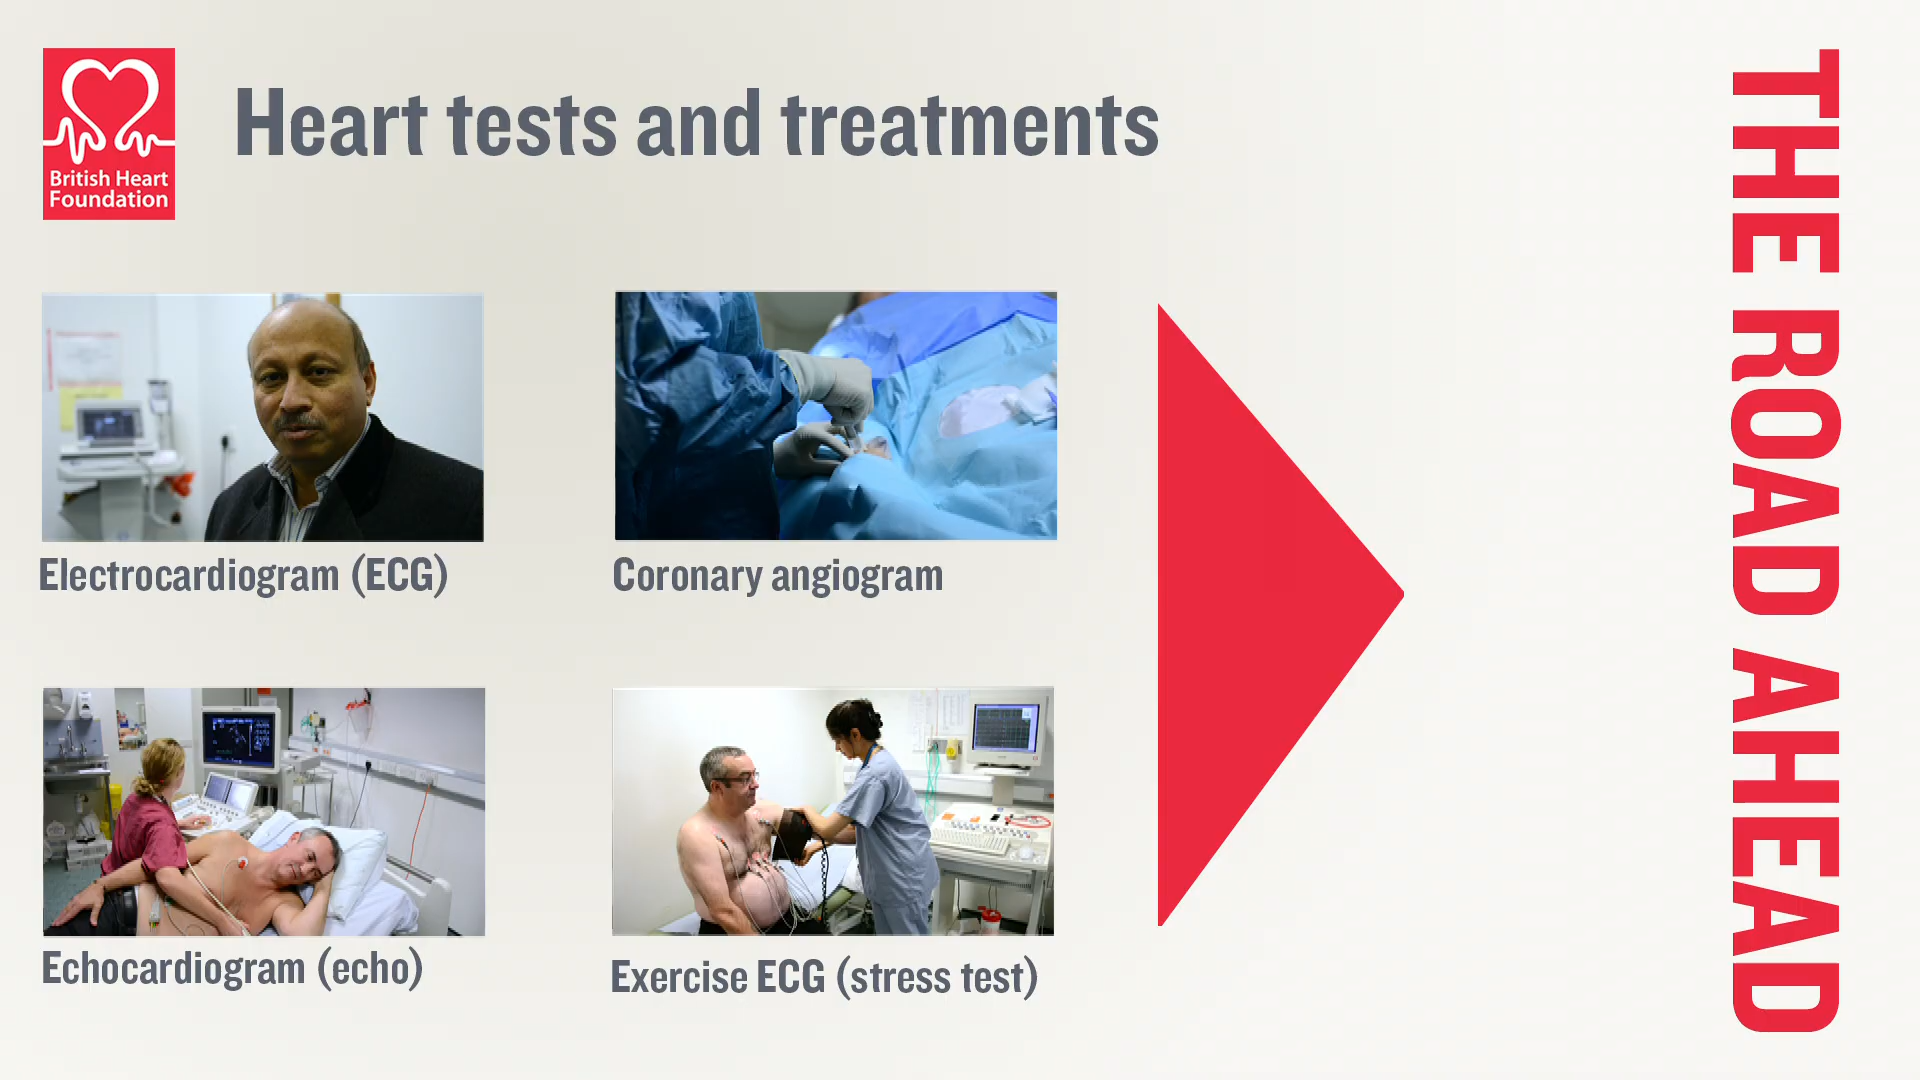 British Heart
Foundation
Heart tests and treatments
Electrocardiogram (ECG)
Coronary angiogram
Echocardiogram (echo)
Exercise ECG (stress test)
THE ROAD AHEAD